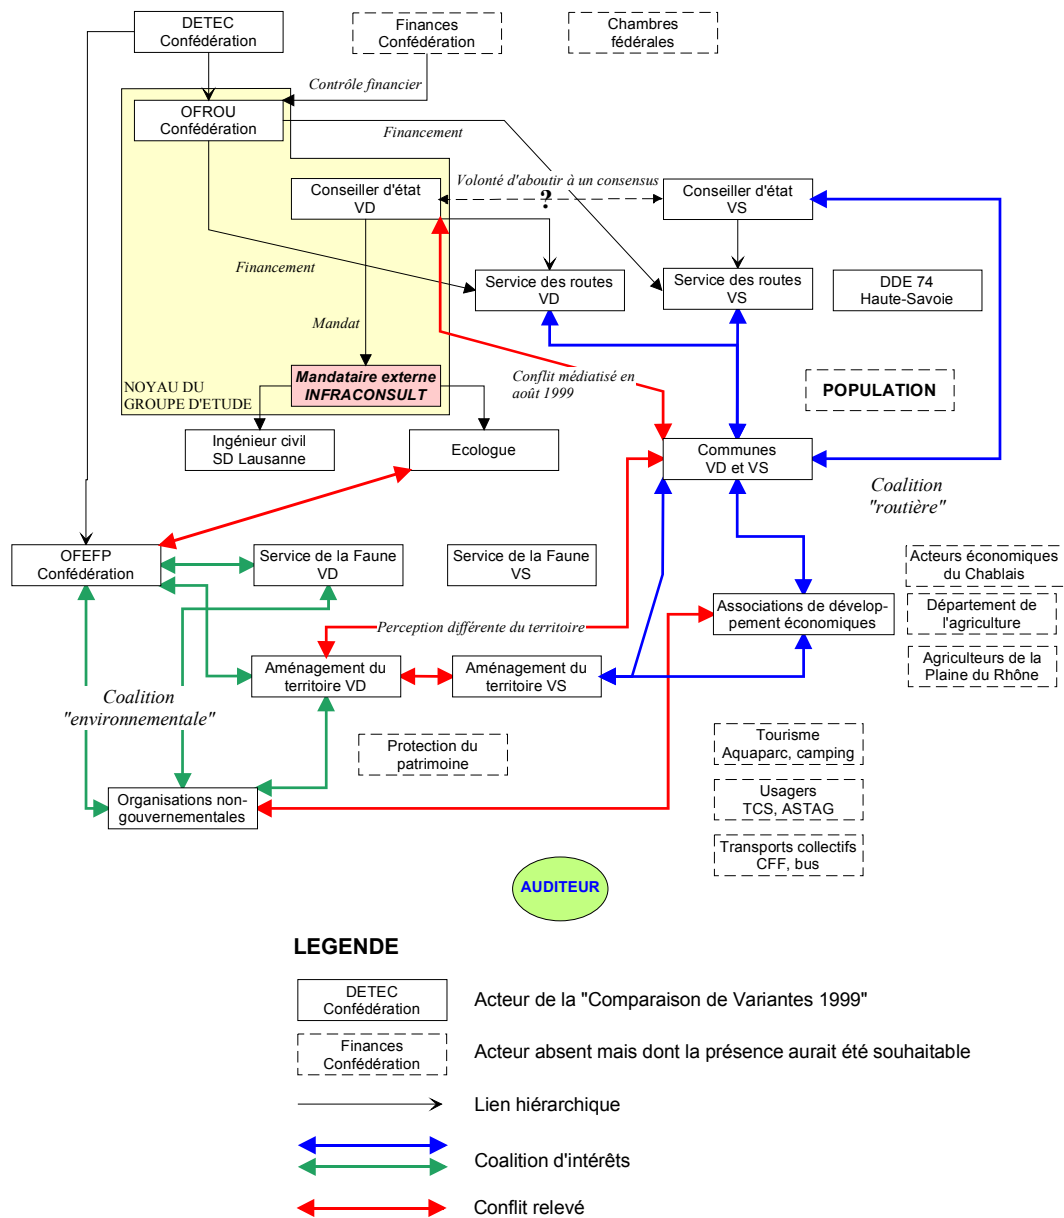 DETEC
Confédération
Finances
Confédération
Chambres
fédérales
Contrôle financier
OFROU
Confédération
Financement
Conseiller d'état
VD
Volonté d'aboutir à un consensus
?
Conseiller d'état
VS
Financement
Service des routes
VD
Service des routes
VS
DDE 74
Haute-Savoie
Mandat
NOYAU DU
GROUPE D'ETUDE
Mandataire externe
INFRACONSULT
Conflit médiatisé en
août 1999
POPULATION
Ingénieur civil
SD Lausanne
Ecologue
Communes
VD et VS
Coalition
"routière"
OFEFP
Confédération
Service de la Faune
VD
Service de la Faune
VS
Acteurs économiques
du Chablais
Associations de dévelop-
pement économiques
Département de
l'agriculture
Perception différente du territoire
Agriculteurs de la
Plaine du Rhône
Aménagement du
territoire VD
Aménagement du
territoire VS
Coalition
"environnementale"
Protection du
patrimoine
Tourisme
Aquaparc, camping
Organisations non-
gouvernementales
Usagers
TCS, ASTAG
Transports collectifs
CFF, bus
AUDITEUR
LEGENDE
DETEC
Confédération
Acteur de la "Comparaison de Variantes 1999"
Finances
Confédération
Acteur absent mais dont la présence aurait été souhaitable
Lien hiérarchique
Coalition d'intérêts
Conflit relevé